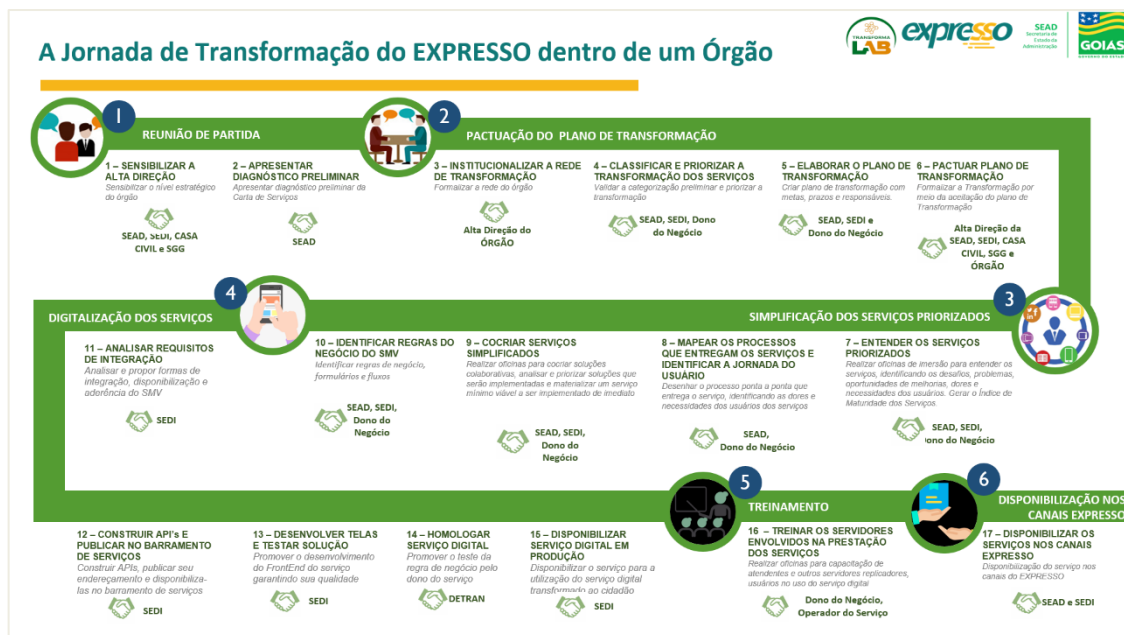 A Jornada de Transformação do EXPRESSO dentro de um Órgão
TRANSFORMA
LAB
expresso
SEAD
Secretaria de
Estado da
Administração
GOIÁS
1
REUNIÃO DE PARTIDA
2
PACTUAÇÃO DO PLANO DE TRANSFORMAÇÃO
1 – SENSIBILIZAR A
ALTA DIREÇÃO
Sensibilizar o nível estratégico
do órgão
SEAD, SEDI, CASA
CIVIL e SGG
2 – APRESENTAR
DIAGNÓSTICO PRELIMINAR
Apresentar diagnóstico preliminar da
Carta de Serviços
SEAD
3 – INSTITUCIONALIZAR A REDE
DE TRANSFORMAÇÃO
Formalizar a rede do órgão
Alta Direção do
ÓRGÃO
4 – CLASSIFICAR E PRIORIZAR A
TRANSFORMAÇÃO DOS SERVIÇOS
Validar a categorização preliminar e priorizar a
transformação
SEAD, SEDI, Dono
do Negócio
5 – ELABORAR O PLANO DE
TRANSFORMAÇÃO
Criar plano de transformação com
metas, prazos e responsáveis.
SEAD, SEDI e
Dono do Negócio
6 – PACTUAR PLANO DE
TRANSFORMAÇÃO
Formalizar a Transformação por
meio da aceitação do plano de
Transformação
Alta Direção da
SEAD, SEDI, CASA
CIVIL, SGG e
ÓRGÃO
3
SIMPLIFICAÇÃO DOS SERVIÇOS PRIORIZADOS
4
DIGITALIZAÇÃO DOS SERVIÇOS
7 – ENTENDER OS SERVIÇOS
PRIORIZADOS
Realizar oficinas de imersão para entender os
serviços, identificando os desafios, problemas,
oportunidades de melhorias, dores e
necessidades dos usuários. Gerar o Índice de
Maturidade dos Serviços.
SEAD, SEDI,
Dono do Negócio
8 – MAPEAR OS PROCESSOS
QUE ENTREGAM OS SERVIÇOS E
IDENTIFICAR A JORNADA DO
USUÁRIO
Desenhar o processo ponta a ponta que
entrega o serviço, identificando as dores e
necessidades dos usuários dos serviços
SEAD,
Dono do Negócio
9 – COCRIAR SERVIÇOS
SIMPLIFICADOS
Realizar oficinas para cocriar soluções
colaborativas, analisar e priorizar soluções que
serão implementadas e materializar um serviço
mínimo viável a ser implementado de imediato
SEAD, SEDI,
Dono do
Negócio
10 – IDENTIFICAR REGRAS DO
NEGÓCIO DO SMV
Identificar regras de negócio,
formulários e fluxos
SEAD, SEDI,
Dono do
Negócio
11 – ANALISAR REQUISITOS
DE INTEGRAÇÃO
Analisar e propor formas de
integração, disponibilização e
aderência do SMV
SEDI
5
TREINAMENTO
6
DISPONIBILIZAÇÃO NOS
CANAIS EXPRESSO
12 – CONSTRUIR API's E
PUBLICAR NO BARRAMENTO
DE SERVIÇOS
Construir APIs, publicar seu
endereçamento e disponibiliza-
las no barramento de serviços
SEDI
13 – DESENVOLVER TELAS
E TESTAR SOLUÇÃO
Promover o desenvolvimento
do FrontEnd do serviço
garantindo sua qualidade
SEDI
14 – HOMOLOGAR
SERVIÇO DIGITAL
Promover o teste da
regra de negócio pelo
dono do serviço
DETRAN
15 – DISPONIBILIZAR
SERVIÇO DIGITAL EM
PRODUÇÃO
Disponibilizar o serviço para a
utilização do serviço digital
transformado ao cidadão
SEDI
16 – TREINAR OS SERVIDORES
ENVOLVIDOS NA PRESTAÇÃO
DOS SERVIÇOS
Realizar oficinas para capacitação de
atendentes e outros servidores replicadores,
usuários no uso do serviço digital
Dono do Negócio,
Operador do Serviço
17 – DISPONIBILIZAR OS
SERVIÇOS NOS CANAIS
EXPRESSO
Disponibilização do serviço nos
canais do EXPRESSO
SEAD e SEDI